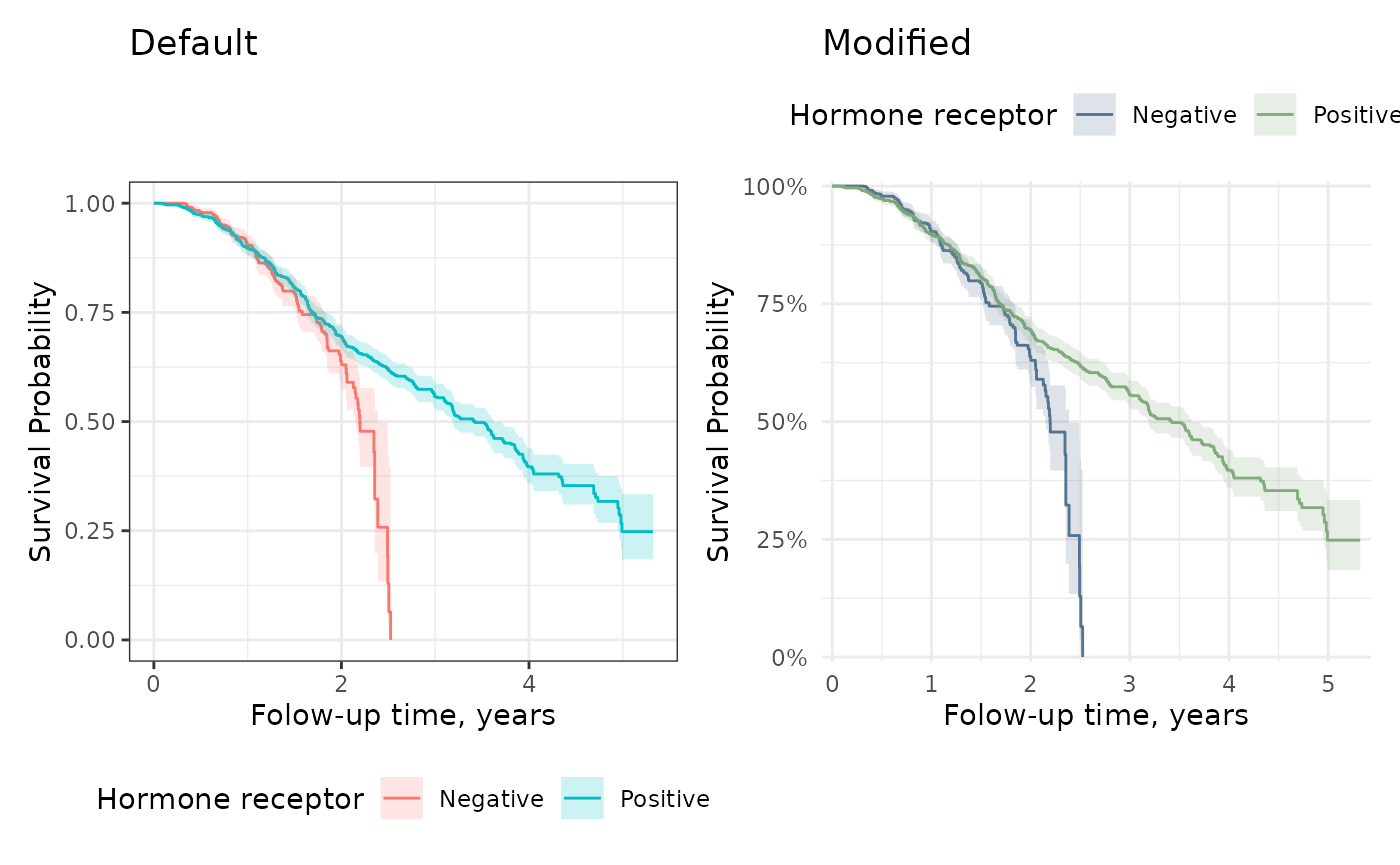 Default
1.00
0.75
0.50
0.25
0.00
Survival Probability
0 2 4
Folow-up time, years
Hormone receptor Negative Positive
Modified
Hormone receptor Negative Positive
100%
75%
50%
25%
0%
Survival Probability
0 1 2 3 4 5
Folow-up time, years